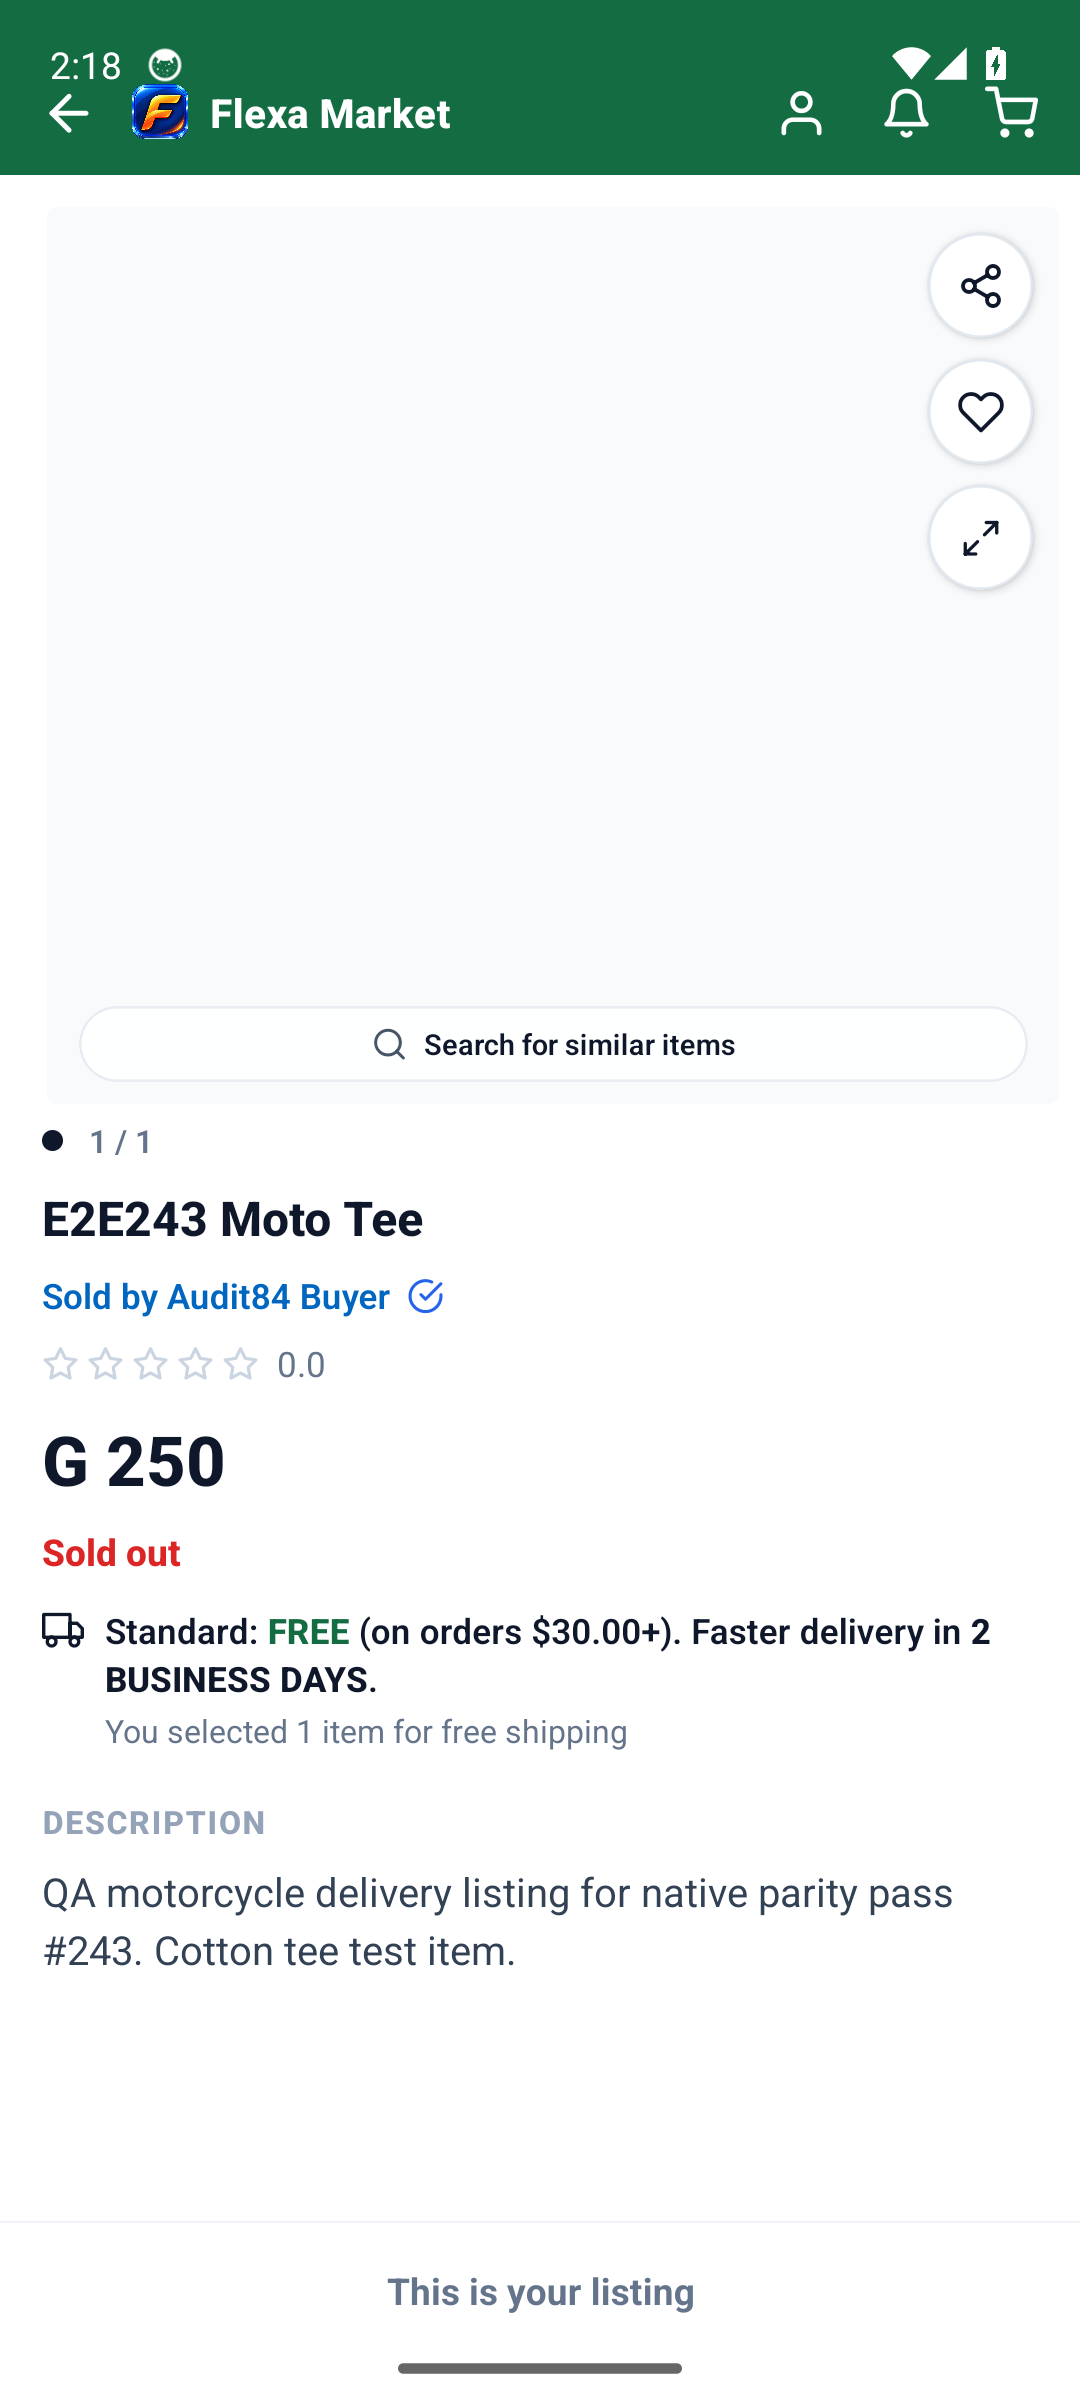 2:18
Flexa Market
Search for similar items
1 / 1
E2E243 Moto Tee
Sold by Audit84 Buyer
0.0
G 250
Sold out
Standard: FREE (on orders $30.00+). Faster delivery in 2
BUSINESS DAYS.
You selected 1 item for free shipping
DESCRIPTION
QA motorcycle delivery listing for native parity pass
#243. Cotton tee test item.
This is your listing